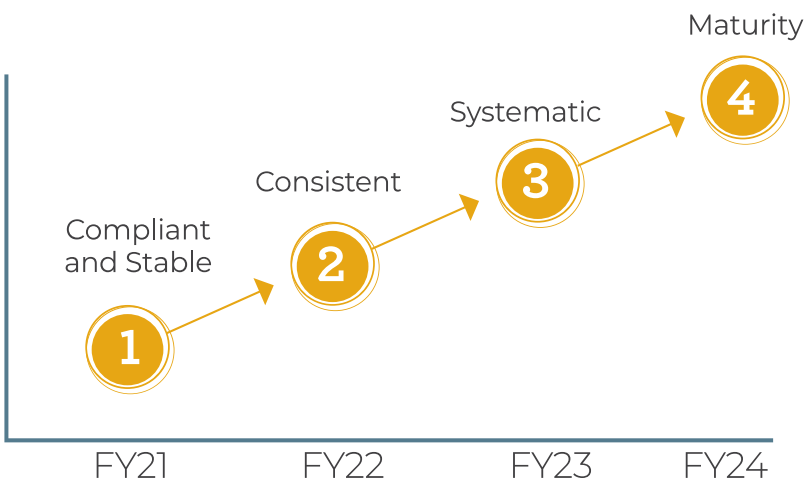 Maturity
4
Systematic
3
Consistent
2
Compliant
and Stable
1
FY21 FY22 FY23 FY24